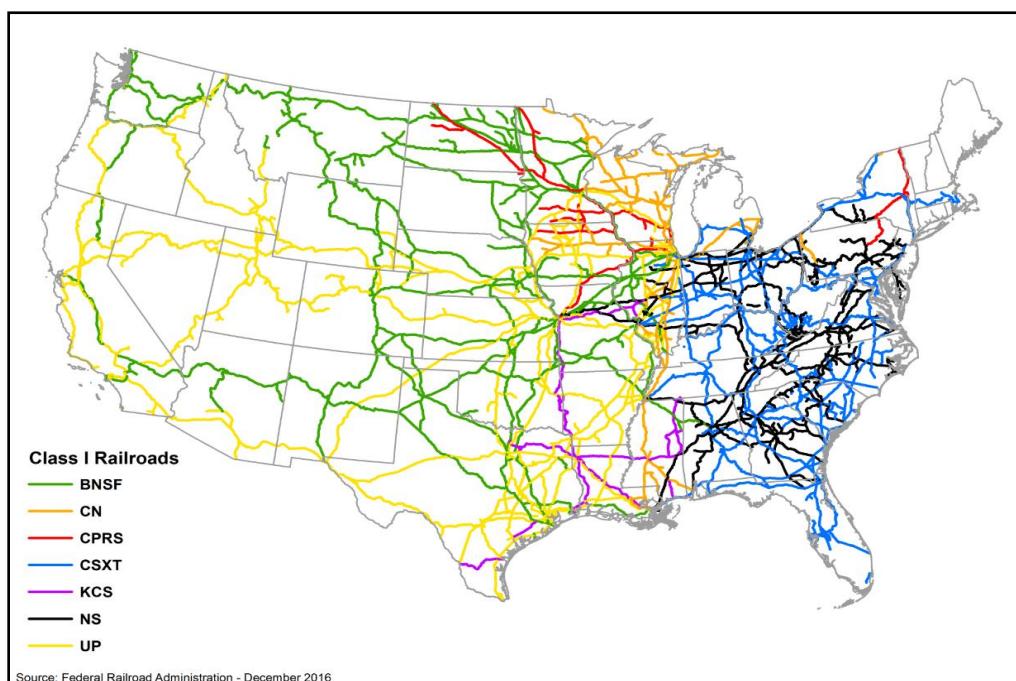 Class I Railroads
BNSF
CN
CPRS
CSXT
KCS
NS
UP
Source: Federal Railroad Administration - December 2016